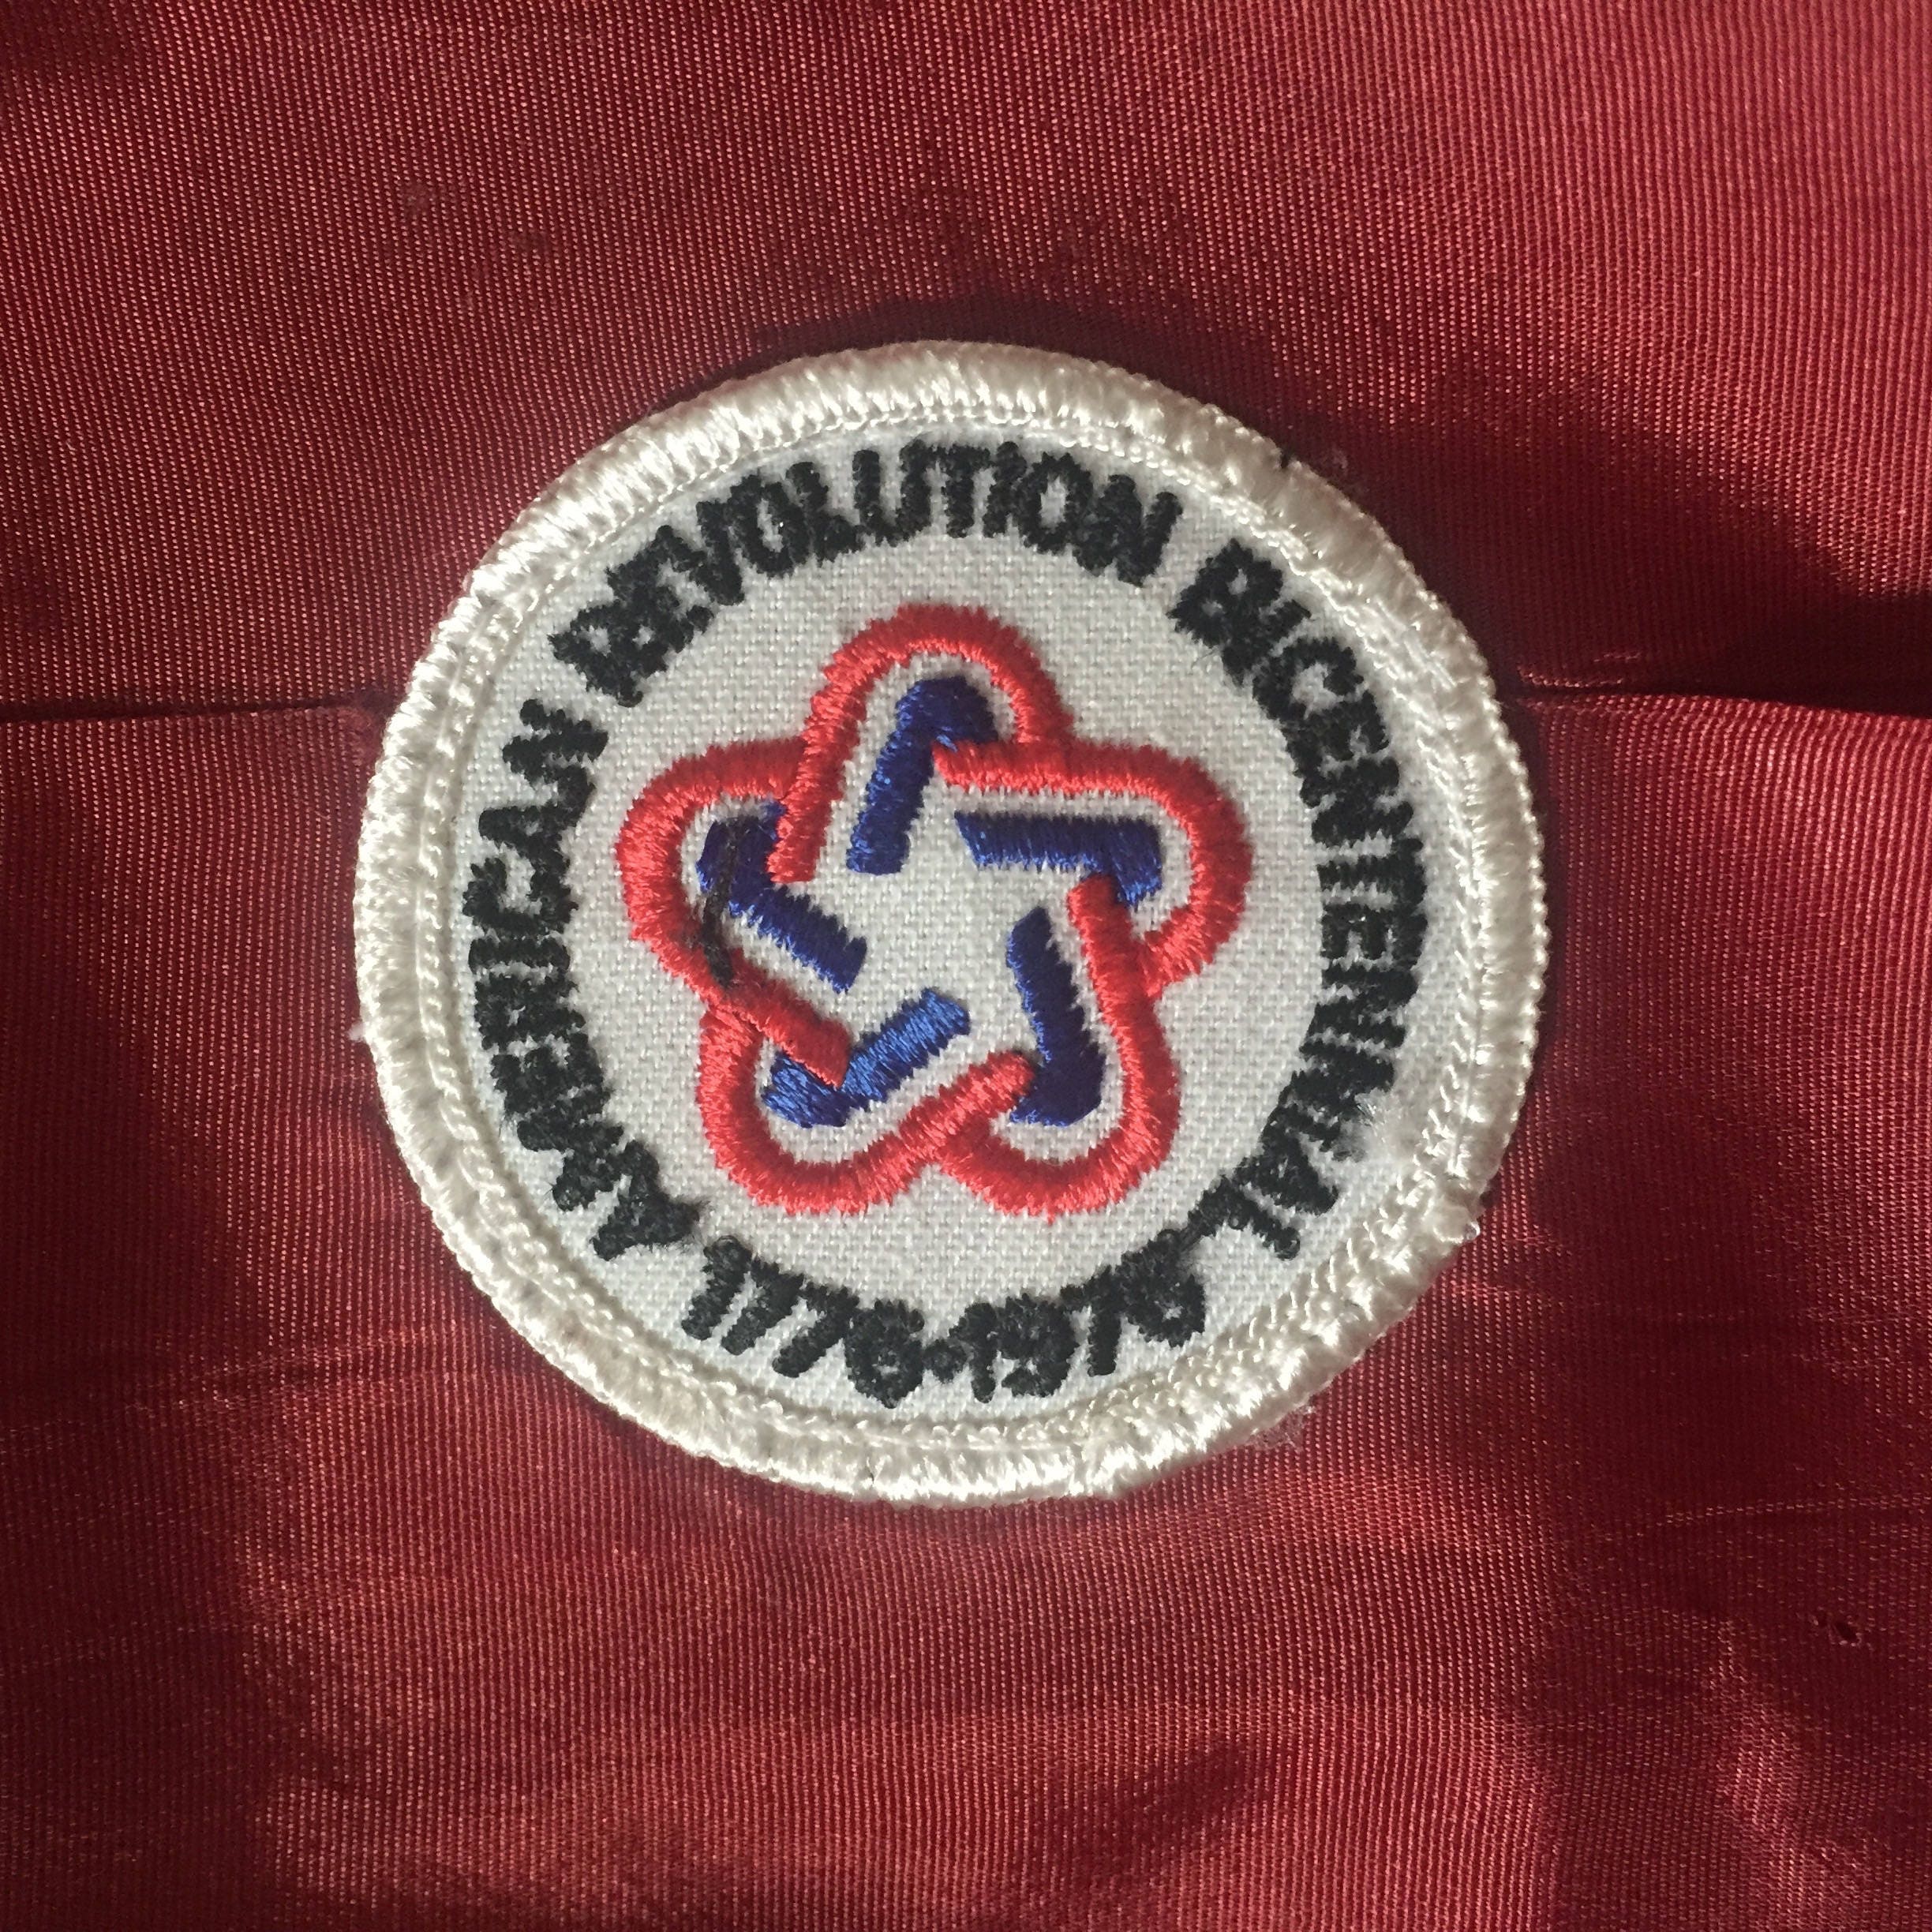 AMERICAN REVOLUTION BICENTENNIAL
1776•1976